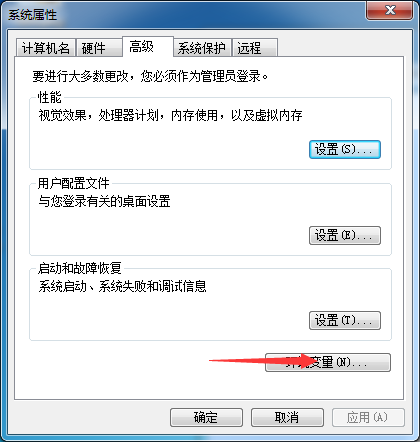 系统属性
计算机名 硬件 高级 系统保护 远程
要进行大多数更改，您必须作为管理员登录。
性能
视觉效果，处理器计划，内存使用，以及虚拟内存
设置(S)...
用户配置文件
与您登录有关的桌面设置
设置(E)...
启动和故障恢复
系统启动、系统失败和调试信息
设置(T)...
环境变量(N)...
确定 取消 应用(A)